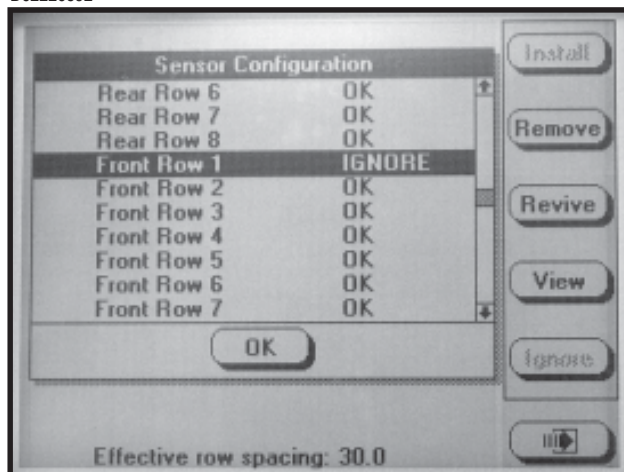 Sensor Configuration
Rear Row 6 OK
Rear Row 7 OK
Rear Row 8 OK
Front Row 1 IGNORE
Front Row 2 OK
Front Row 3 OK
Front Row 4 OK
Front Row 5 OK
Front Row 6 OK
Front Row 7 OK
OK
Effective row spacing: 30.0
Install
Remove
Revive
View
Ignore